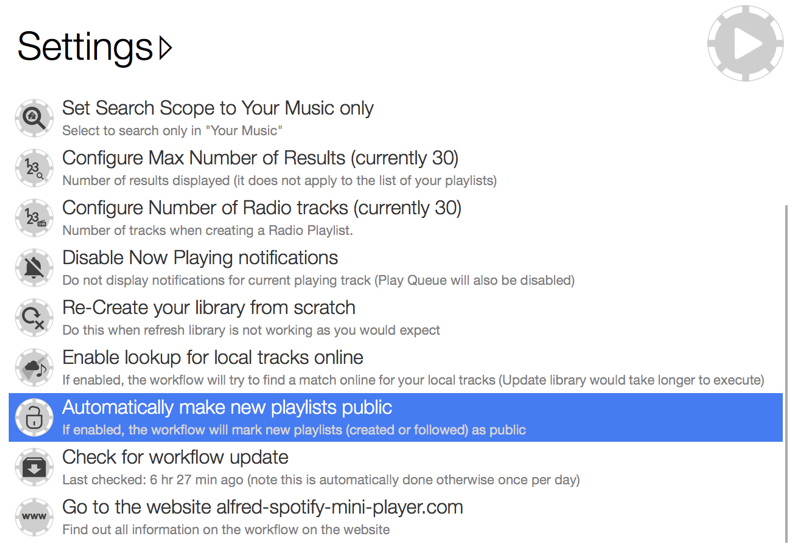 Settings
Set Search Scope to Your Music only
Select to search only in "Your Music"
123
Configure Max Number of Results (currently 30)
Number of results displayed (it does not apply to the list of your playlists)
123
Configure Number of Radio tracks (currently 30)
Number of tracks when creating a Radio Playlist.
Disable Now Playing notifications
Do not display notifications for current playing track (Play Queue will also be disabled)
Re-Create your library from scratch
Do this when refresh library is not working as you would expect
Enable lookup for local tracks online
If enabled, the workflow will try to find a match online for your local tracks (Update library would take longer to execute)
Automatically make new playlists public
If enabled, the workflow will mark new playlists (created or followed) as public
Check for workflow update
Last checked: 6 hr 27 min ago (note this is automatically done otherwise once per day)
www
Go to the website alfred-spotify-mini-player.com
Find out all information on the workflow on the website